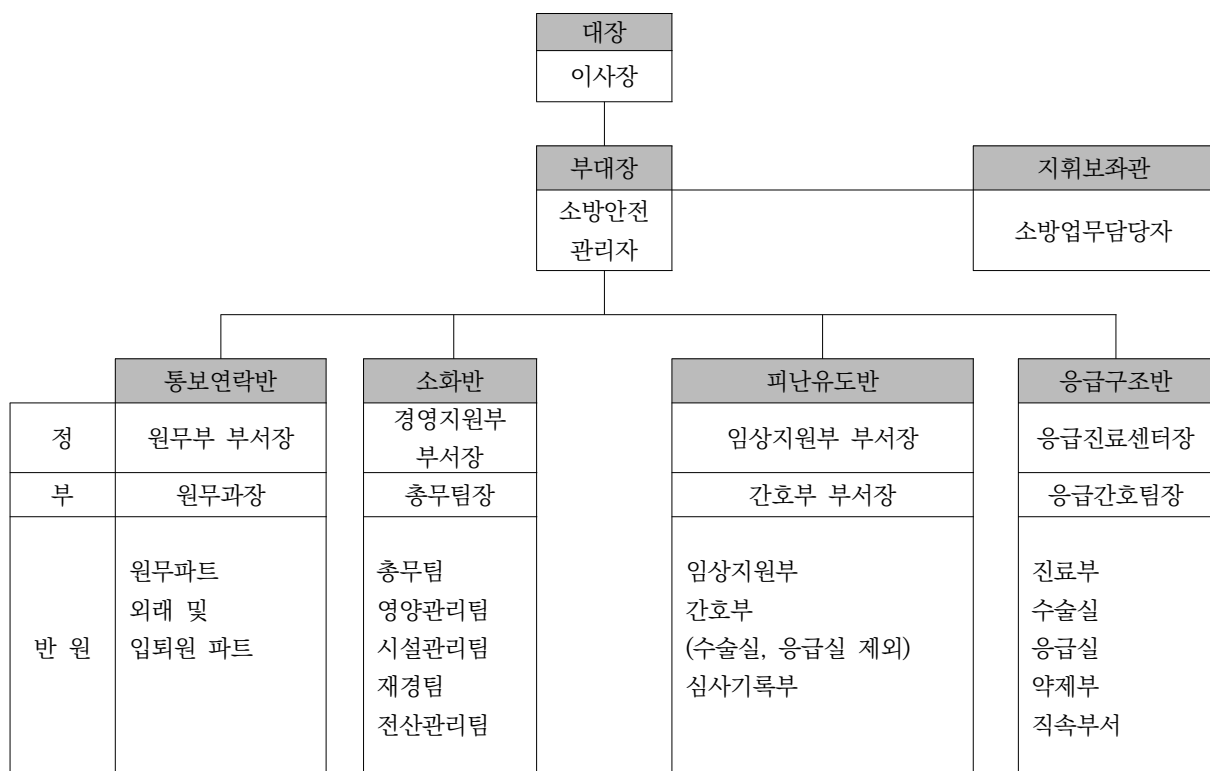 대장
이사장
부대장
소방안전
관리자
지휘보좌관
소방업무담당자
통보연락반
소화반
피난유도반
응급구조반
정
원무부 부서장
경영지원부
부서장
임상지원부 부서장
응급진료센터장
부
원무과장
총무팀장
간호부 부서장
응급간호팀장
반 원
원무파트
외래 및
입퇴원 파트
총무팀
영양관리팀
시설관리팀
재경팀
전산관리팀
임상지원부
간호부
(수술실, 응급실 제외)
심사기록부
진료부
수술실
응급실
약제부
직속부서